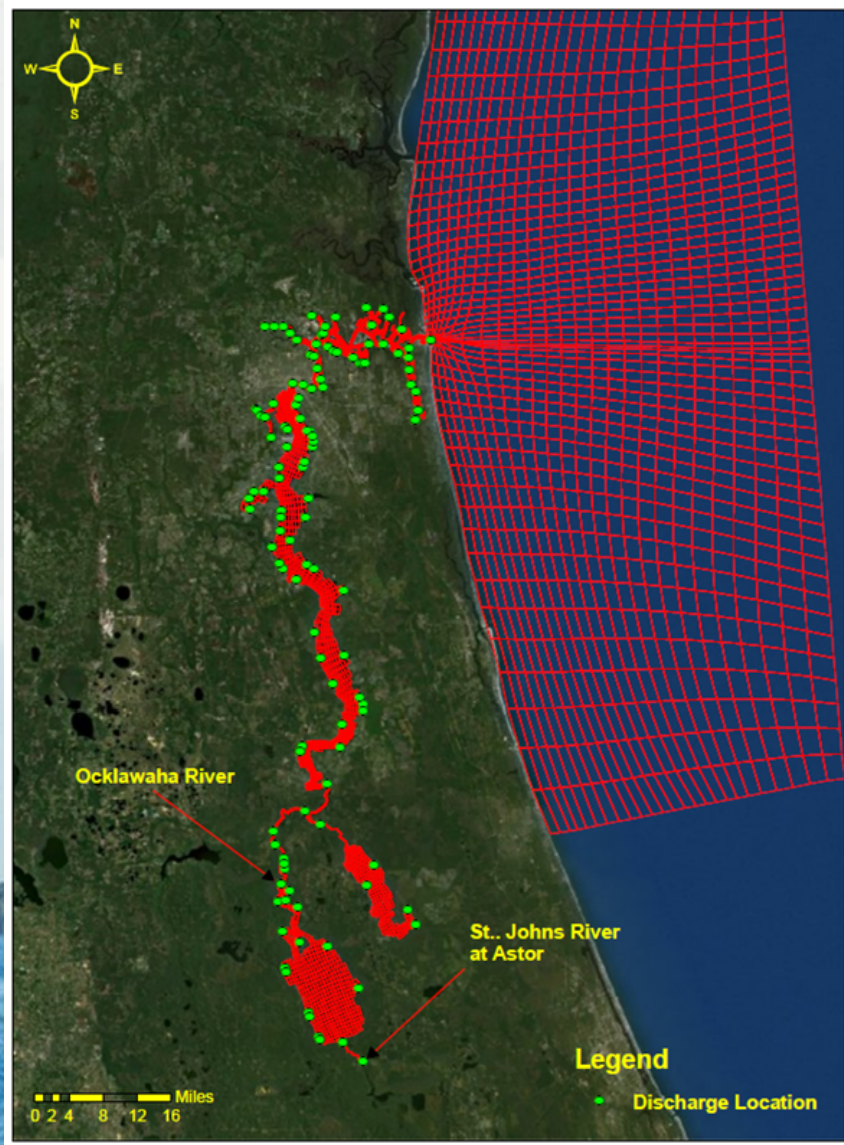 N
W E
S
Ocklawaha River
St.. Johns River
at Astor
Legend
Discharge Location
Miles
0 2 4 8 12 16